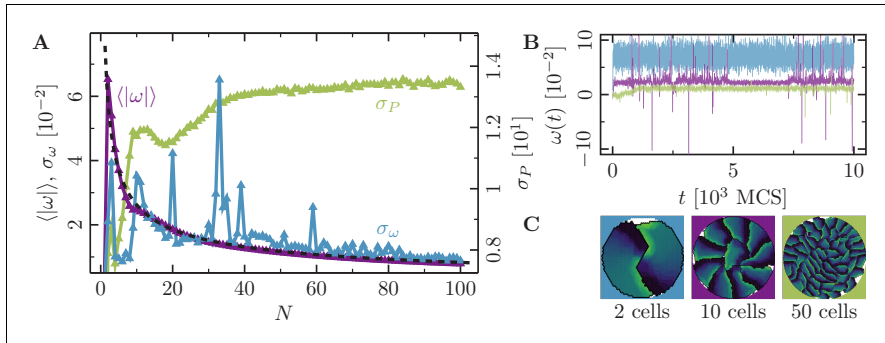 A
⟨|ω|⟩, σω [10⁻²]
6
4
2
⟨|ω|⟩
σP
σω
0 20 40 60 80 100
N
1.4
1.2
1
0.8
σP [10¹]
B
ω(t) [10⁻²]
10
0
−10
0 5 10
t [10³ MCS]
C
2 cells 10 cells 50 cells